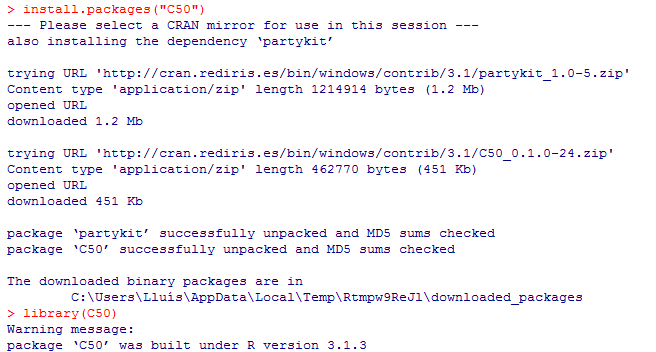 > install.packages("C50")
--- Please select a CRAN mirror for use in this session ---
also installing the dependency ‘partykit’

trying URL 'http://cran.rediris.es/bin/windows/contrib/3.1/partykit_1.0-5.zip'
Content type 'application/zip' length 1214914 bytes (1.2 Mb)
opened URL
downloaded 1.2 Mb

trying URL 'http://cran.rediris.es/bin/windows/contrib/3.1/C50_0.1.0-24.zip'
Content type 'application/zip' length 462770 bytes (451 Kb)
opened URL
downloaded 451 Kb

package ‘partykit’ successfully unpacked and MD5 sums checked
package ‘C50’ successfully unpacked and MD5 sums checked

The downloaded binary packages are in
        C:\Users\Lluís\AppData\Local\Temp\Rtmpw9ReJl\downloaded_packages
> library(C50)
Warning message:
package ‘C50’ was built under R version 3.1.3